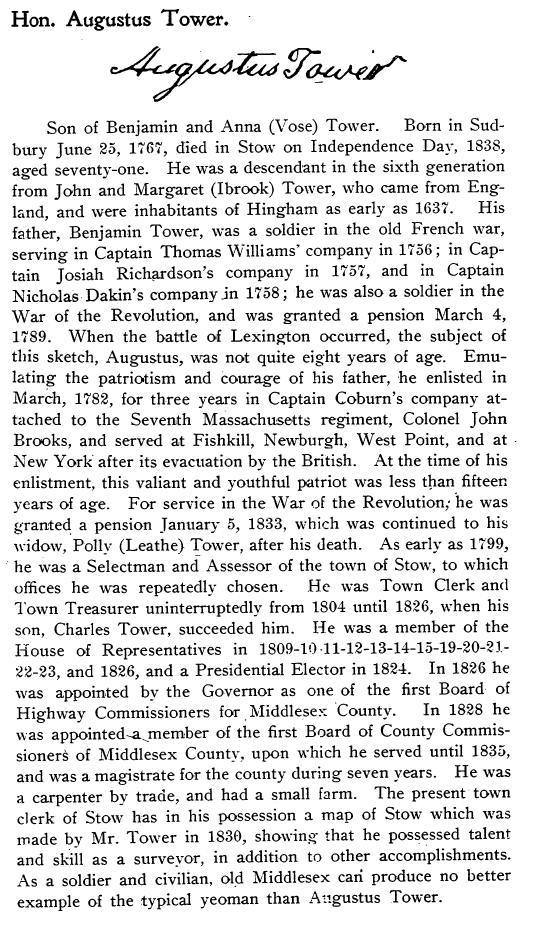 Hon. Augustus Tower.
Augustus Tower
Son of Benjamin and Anna (Vose) Tower. Born in Sud-
bury June 25, 1767, died in Stow on Independence Day, 1838,
aged seventy-one. He was a descendant in the sixth generation
from John and Margaret (Ibrook) Tower, who came from Eng-
land, and were inhabitants of Hingham as early as 1637. His
father, Benjamin Tower, was a soldier in the old French war,
serving in Captain Thomas Williams' company in 1756; in Cap-
tain Josiah Richardson's company in 1757, and in Captain
Nicholas Dakin's company in 1758; he was also a soldier in the
War of the Revolution, and was granted a pension March 4,
1789. When the battle of Lexington occurred, the subject of
this sketch, Augustus, was not quite eight years of age. Emu-
lating the patriotism and courage of his father, he enlisted in
March, 1782, for three years in Captain Coburn's company at-
tached to the Seventh Massachusetts regiment, Colonel John
Brooks, and served at Fishkill, Newburgh, West Point, and at
New York after its evacuation by the British. At the time of his
enlistment, this valiant and youthful patriot was less than fifteen
years of age. For service in the War of the Revolution, he was
granted a pension January 5, 1833, which was continued to his
widow, Polly (Leathe) Tower, after his death. As early as 1799,
he was a Selectman and Assessor of the town of Stow, to which
offices he was repeatedly chosen. He was Town Clerk and
Town Treasurer uninterruptedly from 1804 until 1826, when his
son, Charles Tower, succeeded him. He was a member of the
House of Representatives in 1809-10-11-12-13-14-15-19-20-21-
22-23, and 1826, and a Presidential Elector in 1824. In 1826 he
was appointed by the Governor as one of the first Board of
Highway Commissioners for Middlesex County. In 1828 he
was appointed a member of the first Board of County Commis-
sioners of Middlesex County, upon which he served until 1835,
and was a magistrate for the county during seven years. He was
a carpenter by trade, and had a small farm. The present town
clerk of Stow has in his possession a map of Stow which was
made by Mr. Tower in 1830, showing that he possessed talent
and skill as a surveyor, in addition to other accomplishments.
As a soldier and civilian, old Middlesex can produce no better
example of the typical yeoman than Augustus Tower.